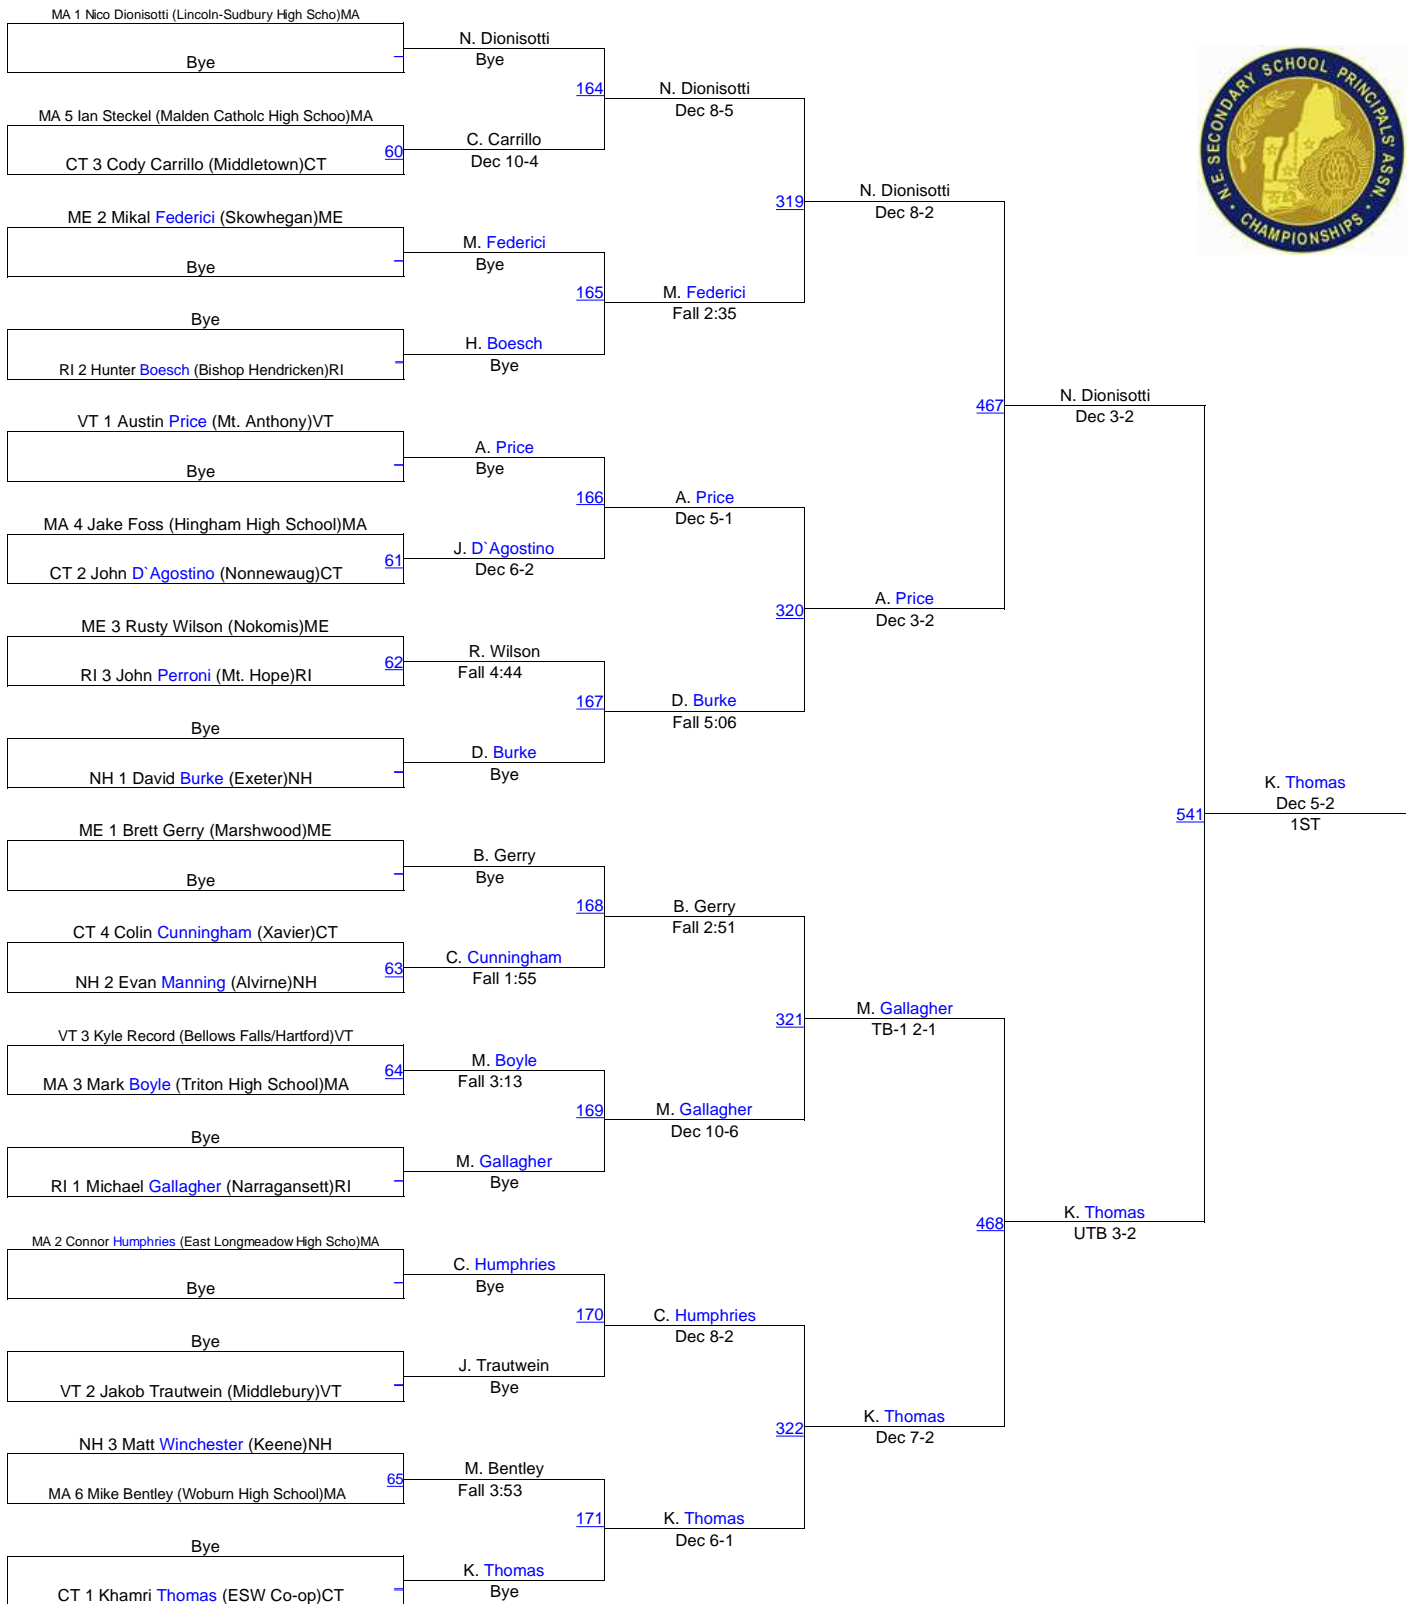 MA 1 Nico Dionisotti (Lincoln-Sudbury High Scho)MA
Bye
N. Dionisotti
Bye
164
N. Dionisotti
Dec 8-5
MA 5 Ian Steckel (Malden Catholc High Schoo)MA
CT 3 Cody Carrillo (Middletown)CT
60
C. Carrillo
Dec 10-4
319
N. Dionisotti
Dec 8-2
ME 2 Mikal Federici (Skowhegan)ME
Bye
M. Federici
Bye
165
M. Federici
Fall 2:35
Bye
RI 2 Hunter Boesch (Bishop Hendricken)RI
H. Boesch
Bye
467
N. Dionisotti
Dec 3-2
VT 1 Austin Price (Mt. Anthony)VT
Bye
A. Price
Bye
166
A. Price
Dec 5-1
MA 4 Jake Foss (Hingham High School)MA
CT 2 John D`Agostino (Nonnewaug)CT
61
J. D`Agostino
Dec 6-2
320
A. Price
Dec 3-2
ME 3 Rusty Wilson (Nokomis)ME
RI 3 John Perroni (Mt. Hope)RI
62
R. Wilson
Fall 4:44
167
D. Burke
Fall 5:06
Bye
NH 1 David Burke (Exeter)NH
D. Burke
Bye
541
K. Thomas
Dec 5-2
1ST
ME 1 Brett Gerry (Marshwood)ME
Bye
B. Gerry
Bye
168
B. Gerry
Fall 2:51
CT 4 Colin Cunningham (Xavier)CT
NH 2 Evan Manning (Alvirne)NH
63
C. Cunningham
Fall 1:55
321
M. Gallagher
TB-1 2-1
VT 3 Kyle Record (Bellows Falls/Hartford)VT
MA 3 Mark Boyle (Triton High School)MA
64
M. Boyle
Fall 3:13
169
M. Gallagher
Dec 10-6
Bye
RI 1 Michael Gallagher (Narragansett)RI
M. Gallagher
Bye
468
K. Thomas
UTB 3-2
MA 2 Connor Humphries (East Longmeadow High Scho)MA
Bye
C. Humphries
Bye
170
C. Humphries
Dec 8-2
Bye
VT 2 Jakob Trautwein (Middlebury)VT
J. Trautwein
Bye
322
K. Thomas
Dec 7-2
NH 3 Matt Winchester (Keene)NH
MA 6 Mike Bentley (Woburn High School)MA
65
M. Bentley
Fall 3:53
171
K. Thomas
Dec 6-1
Bye
CT 1 Khamri Thomas (ESW Co-op)CT
K. Thomas
Bye
N. E. SECONDARY SCHOOL PRINCIPALS' ASSN.
• CHAMPIONSHIPS •